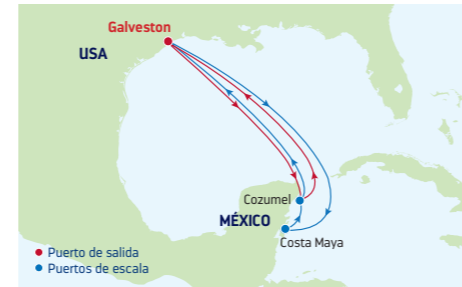 Galveston
USA
Cozumel
MÉXICO
Costa Maya
Puerto de salida
Puertos de escala